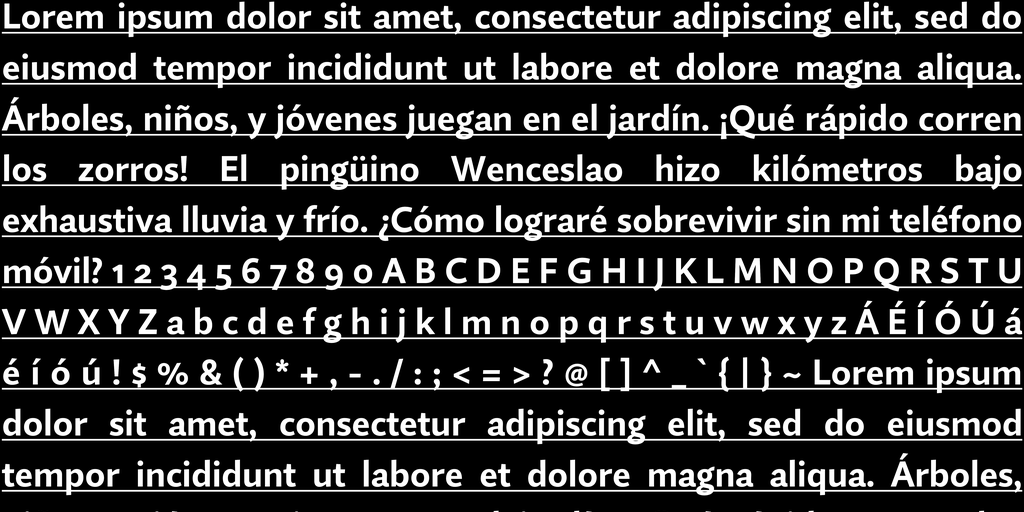 Lorem ipsum dolor sit amet, consectetur adipiscing elit, sed do
eiusmod tempor incididunt ut labore et dolore magna aliqua.
Árboles, niños, y jóvenes juegan en el jardín. ¡Qué rápido corren
los zorros! El pingüino Wenceslao hizo kilómetros bajo
exhaustiva lluvia y frío. ¿Cómo lograré sobrevivir sin mi teléfono
móvil? 1 2 3 4 5 6 7 8 9 0 A B C D E F G H I J K L M N O P Q R S T U
V W X Y Z a b c d e f g h i j k l m n o p q r s t u v w x y z Á É Í Ó Ú á
é í ó ú ! $ % & ( ) * + , - . / : ; < = > ? @ [ ] ^ _ ` { | } ~ Lorem ipsum
dolor sit amet, consectetur adipiscing elit, sed do eiusmod
tempor incididunt ut labore et dolore magna aliqua. Árboles,